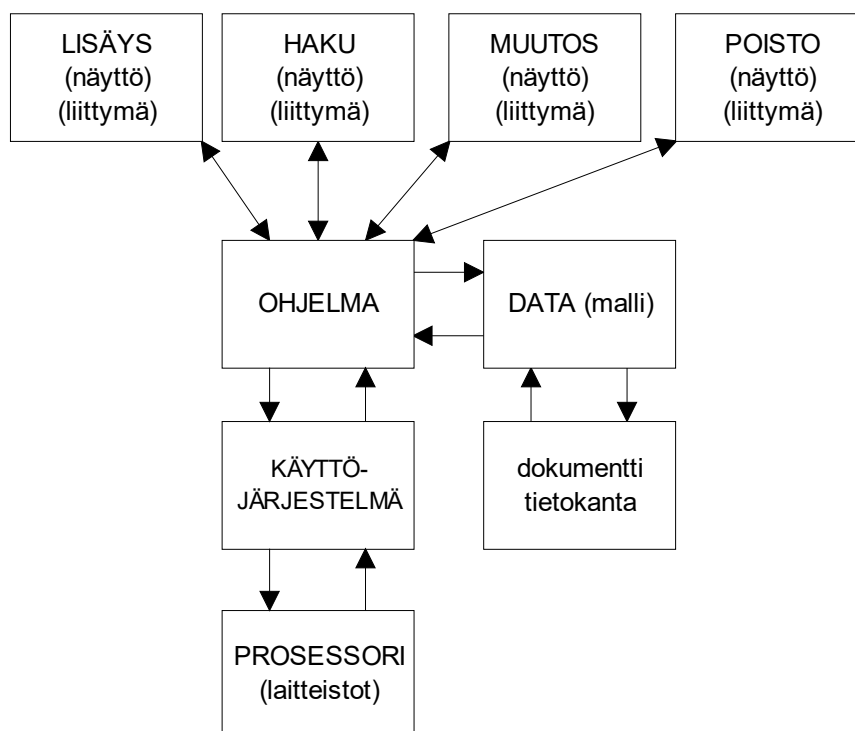 LISÄYS
(näyttö)
(liittymä)
HAKU
(näyttö)
(liittymä)
MUUTOS
(näyttö)
(liittymä)
POISTO
(näyttö)
(liittymä)
OHJELMA
DATA (malli)
KÄYTTÖ-
JÄRJESTELMÄ
dokumentti
tietokanta
PROSESSORI
(laitteistot)